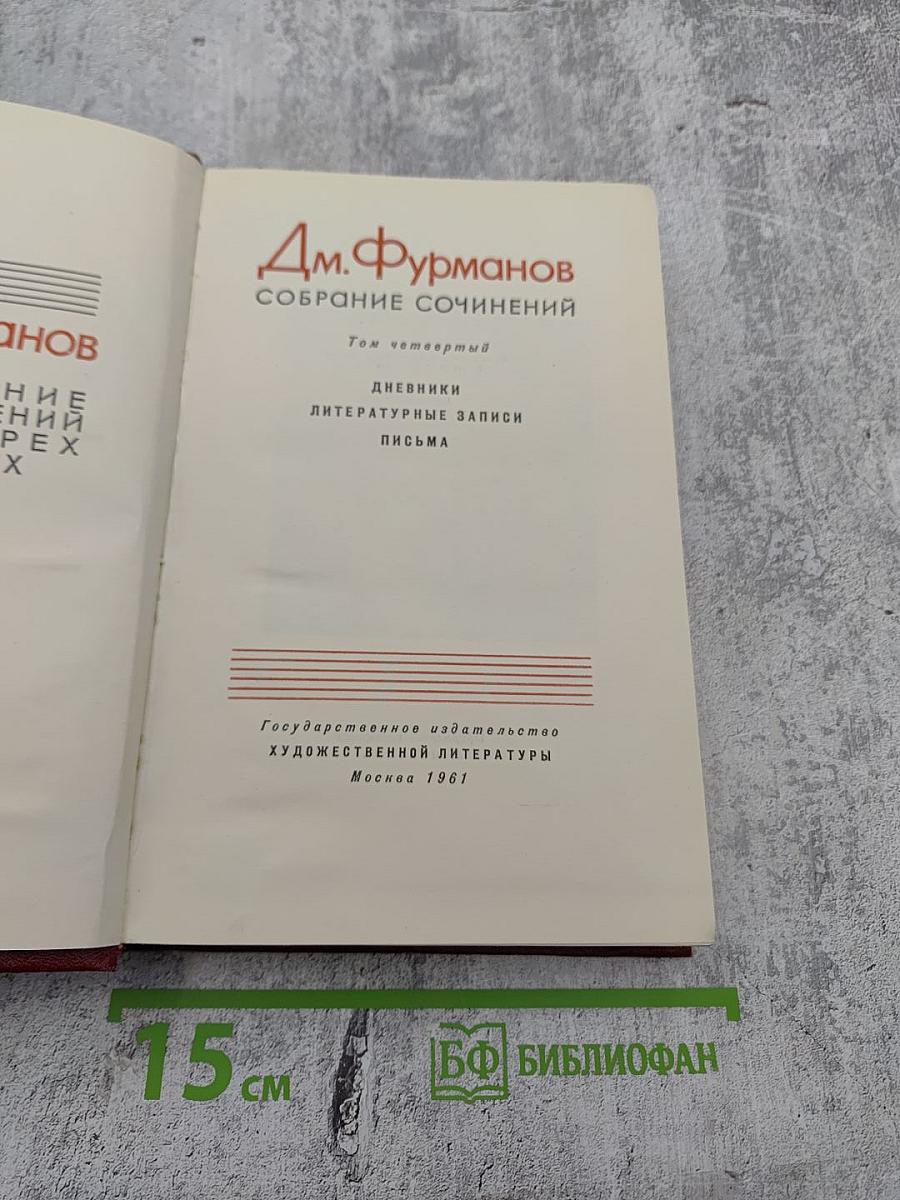 анов
НИЕ
ЕНИЙ
РЕХ
Х
Дм. Фурманов
СОБРАНИЕ СОЧИНЕНИЙ
Том четвертый
ДНЕВНИКИ
ЛИТЕРАТУРНЫЕ ЗАПИСИ
ПИСЬМА
Государственное издательство
ХУДОЖЕСТВЕННОЙ ЛИТЕРАТУРЫ
Москва 1961
15 см
БФ БИБЛИОФАН